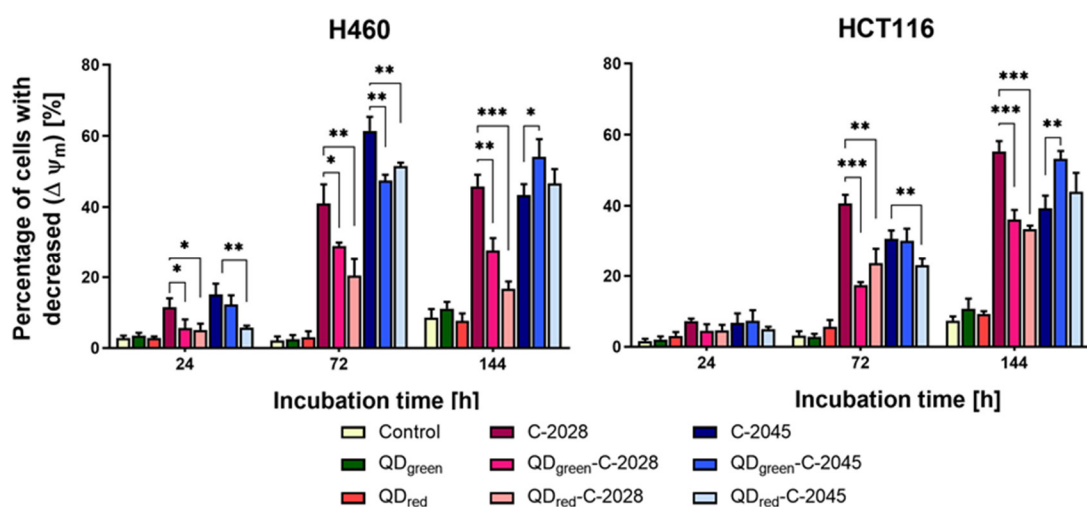 H460
HCT116
Percentage of cells with
decreased (Δ Ψm) [%]
80
60
40
20
0
* * **
* ** ** **
** *** *
24 72 144
Incubation time [h]
80
60
40
20
0
*** ** **
*** *** **
24 72 144
Incubation time [h]
Control C-2028 C-2045
QDgreen QDgreen-C-2028 QDgreen-C-2045
QDred QDred-C-2028 QDred-C-2045